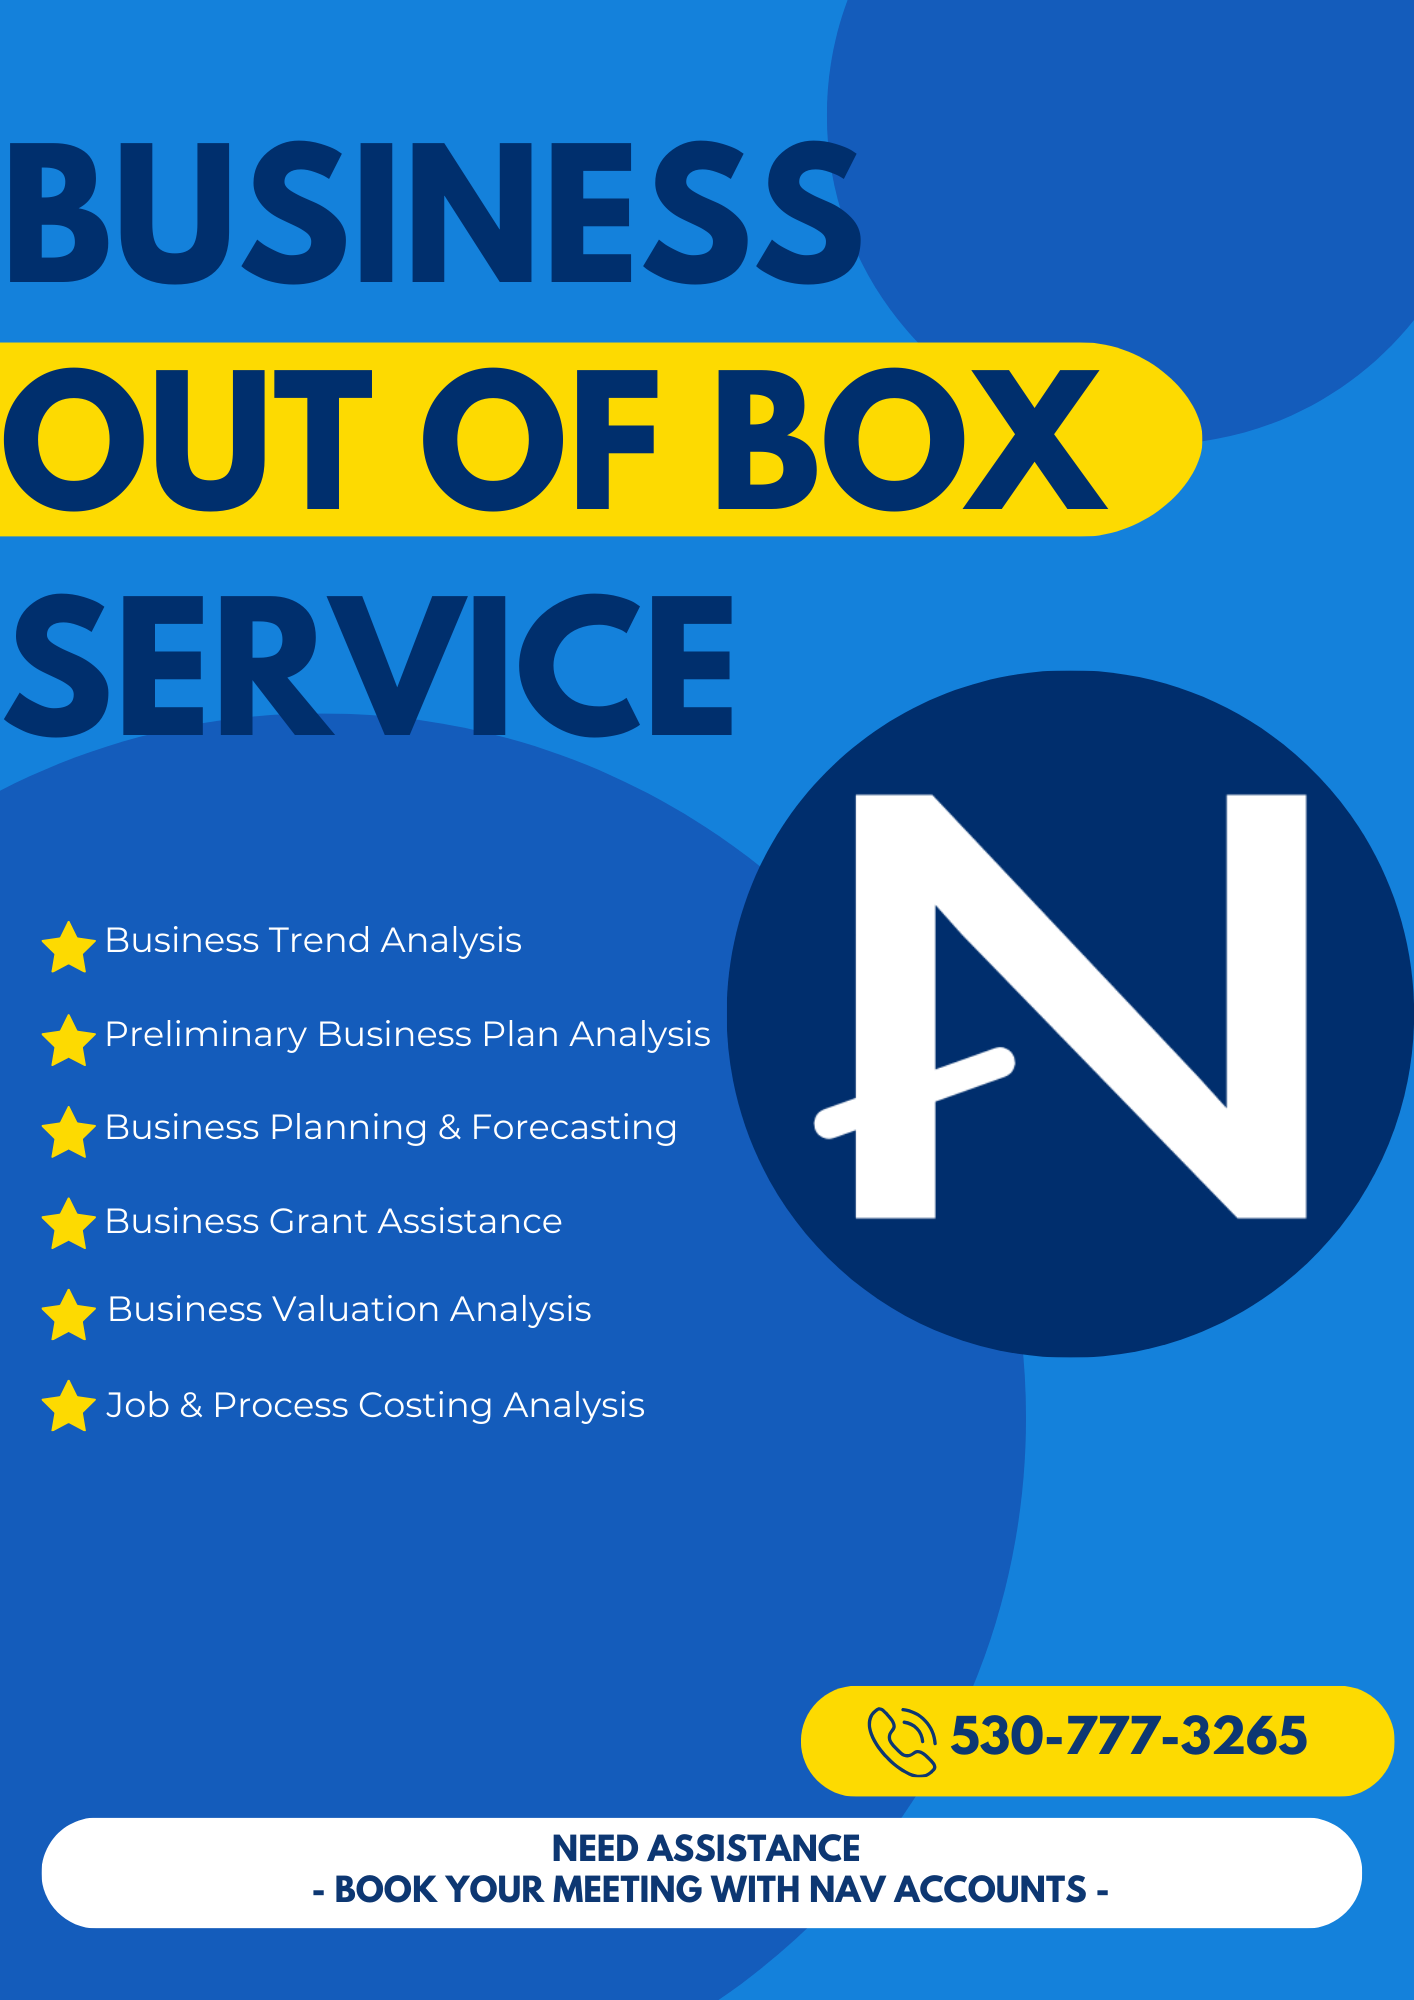 BUSINESS
OUT OF BOX
SERVICE
N
Business Trend Analysis
Preliminary Business Plan Analysis
Business Planning & Forecasting
Business Grant Assistance
Business Valuation Analysis
Job & Process Costing Analysis
530-777-3265
NEED ASSISTANCE
- BOOK YOUR MEETING WITH NAV ACCOUNTS -